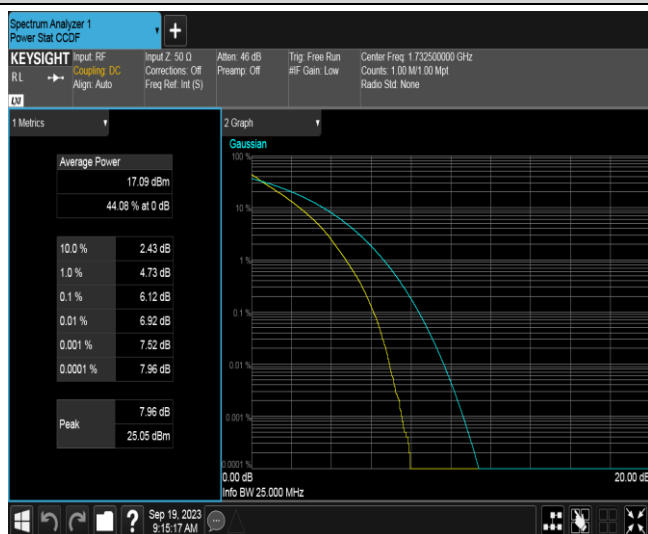 Spectrum Analyzer 1
Power Stat CCDF
+
KEYSIGHT
RL
LXI
Input: RF
Coupling: DC
Align: Auto
Input Z: 50 Ω
Corrections: Off
Freq Ref: Int (S)
Atten: 46 dB
Preamp: Off
Trig: Free Run
#IF Gain: Low
Center Freq: 1.732500000 GHz
Counts: 1.00 M/1.00 Mpt
Radio Std: None
1 Metrics
Average Power
17.09 dBm
44.08 % at 0 dB
10.0 % 2.43 dB
1.0 % 4.73 dB
0.1 % 6.12 dB
0.01 % 6.92 dB
0.001 % 7.52 dB
0.0001 % 7.96 dB
Peak
7.96 dB
25.05 dBm
2 Graph
Gaussian
100 %
10 %
1 %
0.1 %
0.01 %
0.001 %
0.0001 %
0.00 dB
20.00 dB
Info BW 25.000 MHz
?
Sep 19, 2023
9:15:17 AM